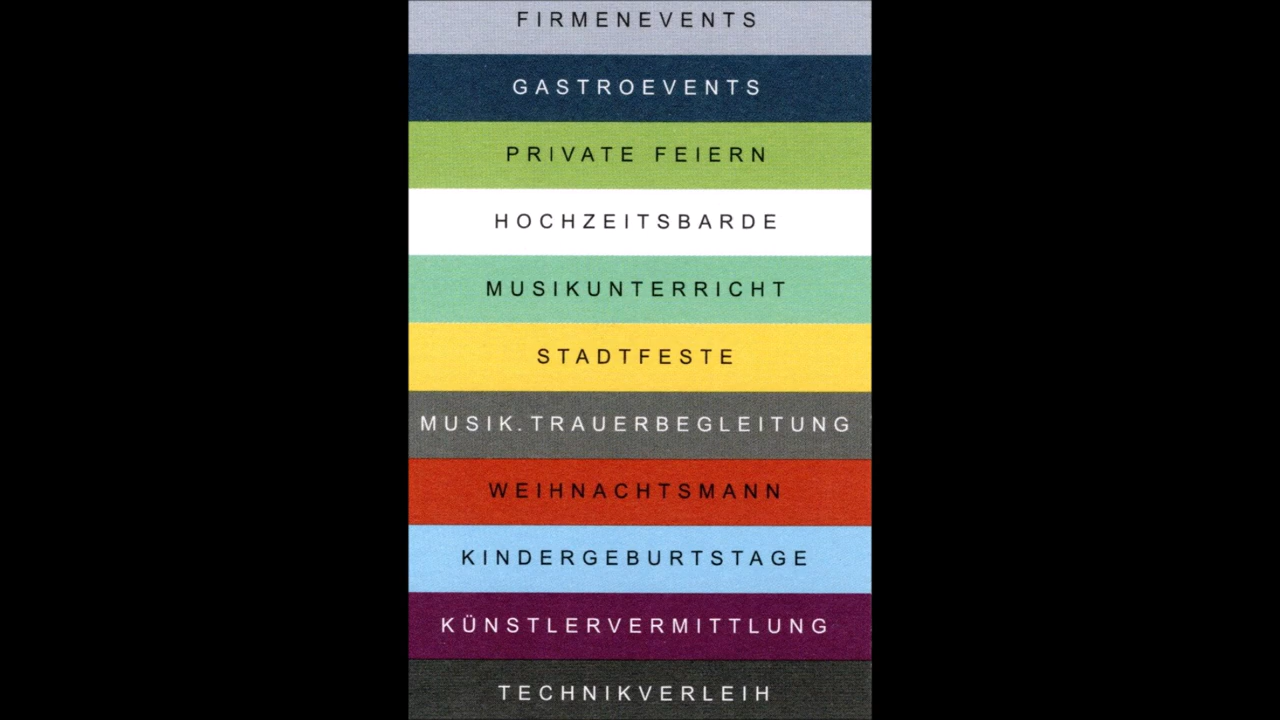 FIRMENEVENTS
GASTROEVENTS
PRIVATE FEIERN
HOCHZEITSBARDE
MUSIKUNTERRICHT
STADTFESTE
MUSIK.TRAUERBEGLEITUNG
WEIHNACHTSMANN
KINDERGEBURTSTAGE
KÜNSTLERVERMITTLUNG
TECHNIKVERLEIH